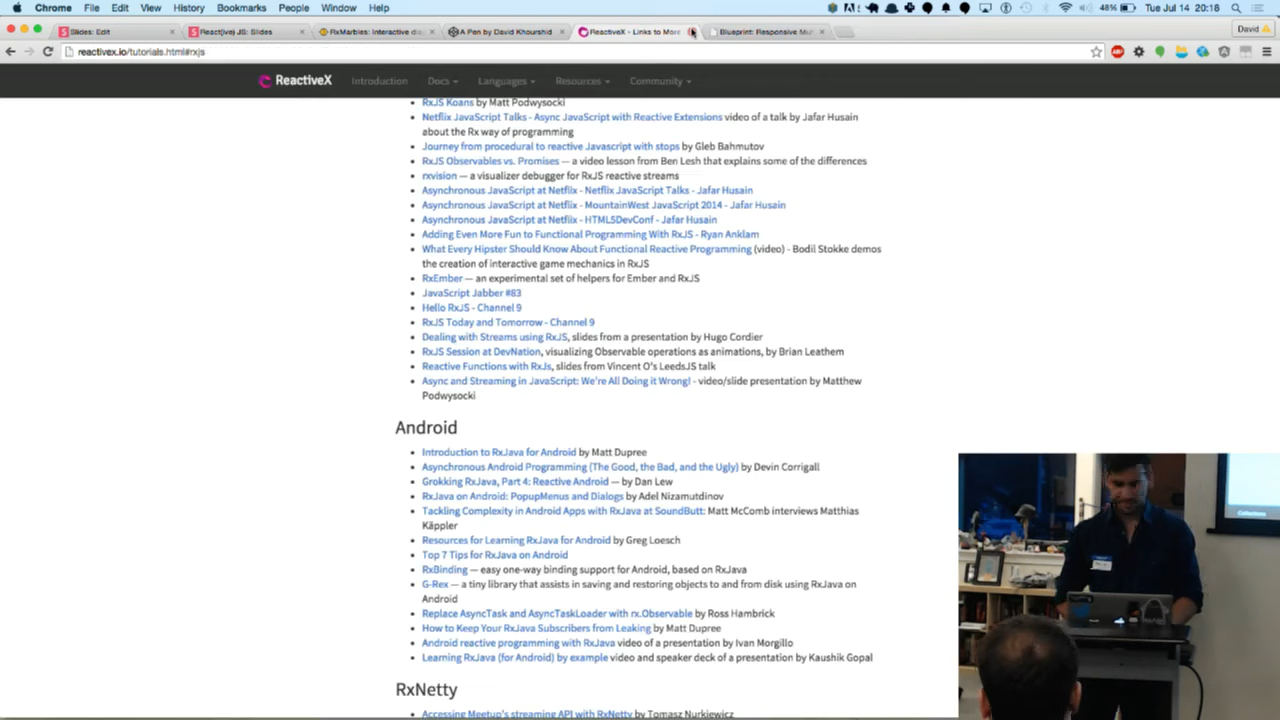 Chrome File Edit View History Bookmarks People Window Help 48% Tue Jul 14 20:18
Slides: Edit React(ive) JS: Slides RxMarbles: Interactive di A Pen by David Khourshid ReactiveX - Links to More Blueprint: Responsive Mul David
reactivex.io/tutorials.html#rxjs
ReactiveX Introduction Docs Languages Resources Community
RxJS Koans by Matt Podwysocki
Netflix JavaScript Talks - Async JavaScript with Reactive Extensions video of a talk by Jafar Husain
about the Rx way of programming
Journey from procedural to reactive Javascript with stops by Gleb Bahmutov
RxJS Observables vs. Promises — a video lesson from Ben Lesh that explains some of the differences
rxvision — a visualizer debugger for RxJS reactive streams
Asynchronous JavaScript at Netflix - Netflix JavaScript Talks - Jafar Husain
Asynchronous JavaScript at Netflix - MountainWest JavaScript 2014 - Jafar Husain
Asynchronous JavaScript at Netflix - HTML5DevConf - Jafar Husain
Adding Even More Fun to Functional Programming With RxJS - Ryan Anklam
What Every Hipster Should Know About Functional Reactive Programming (video) - Bodil Stokke demos
the creation of interactive game mechanics in RxJS
RxEmber — an experimental set of helpers for Ember and RxJS
JavaScript Jabber #83
Hello RxJS - Channel 9
RxJS Today and Tomorrow - Channel 9
Dealing with Streams using RxJS, slides from a presentation by Hugo Cordier
RxJS Session at DevNation, visualizing Observable operations as animations, by Brian Leathem
Reactive Functions with RxJs, slides from Vincent O's LeedsJS talk
Async and Streaming in JavaScript: We're All Doing it Wrong! - video/slide presentation by Matthew
Podwysocki
Android
Introduction to RxJava for Android by Matt Dupree
Asynchronous Android Programming (The Good, the Bad, and the Ugly) by Devin Corrigall
Grokking RxJava, Part 4: Reactive Android — by Dan Lew
RxJava on Android: PopupMenus and Dialogs by Adel Nizamutdinov
Tackling Complexity in Android Apps with RxJava at SoundButt: Matt McComb interviews Matthias
Käppler
Resources for Learning RxJava for Android by Greg Loesch
Top 7 Tips for RxJava on Android
RxBinding — easy one-way binding support for Android, based on RxJava
G-Rex — a tiny library that assists in saving and restoring objects to and from disk using RxJava on
Android
Replace AsyncTask and AsyncTaskLoader with rx.Observable by Ross Hambrick
How to Keep Your RxJava Subscribers from Leaking by Matt Dupree
Android reactive programming with RxJava video of a presentation by Ivan Morgillo
Learning RxJava (for Android) by example video and speaker deck of a presentation by Kaushik Gopal
RxNetty
Accessing Meetup's streaming API with RxNetty by Tomasz Nurkiewicz